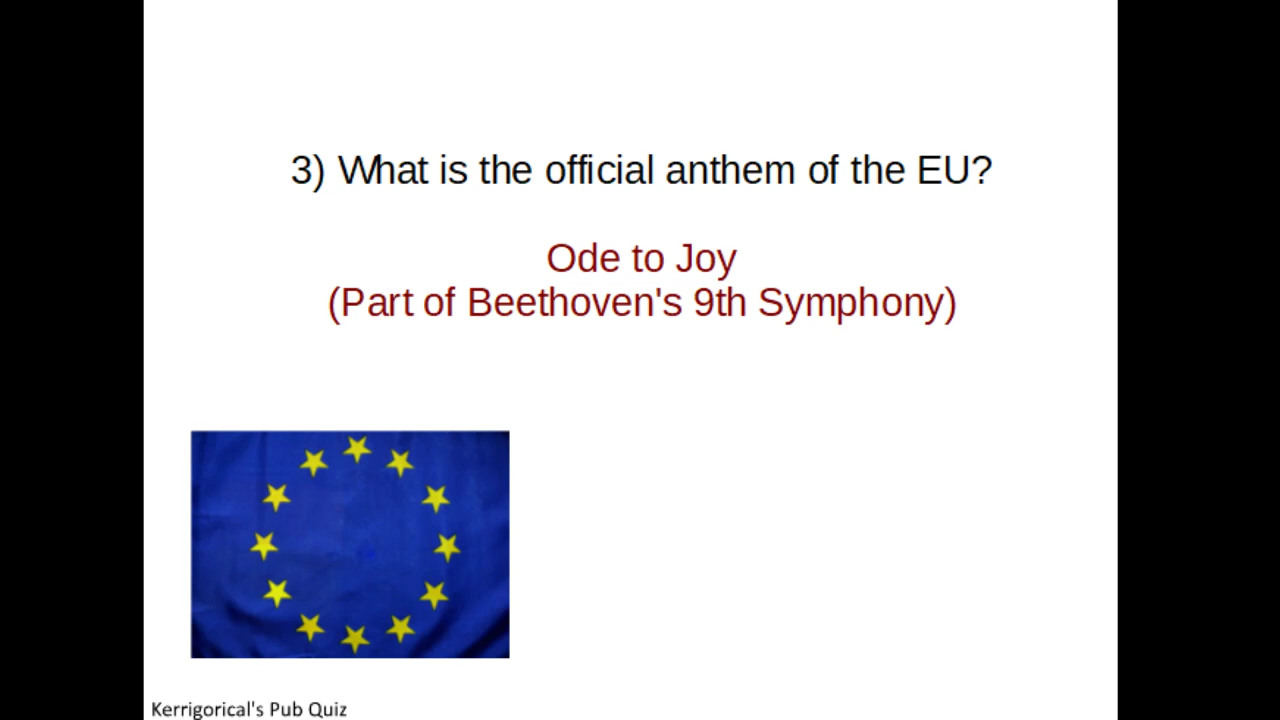 3) What is the official anthem of the EU?
Ode to Joy
(Part of Beethoven's 9th Symphony)
Kerrigorical's Pub Quiz